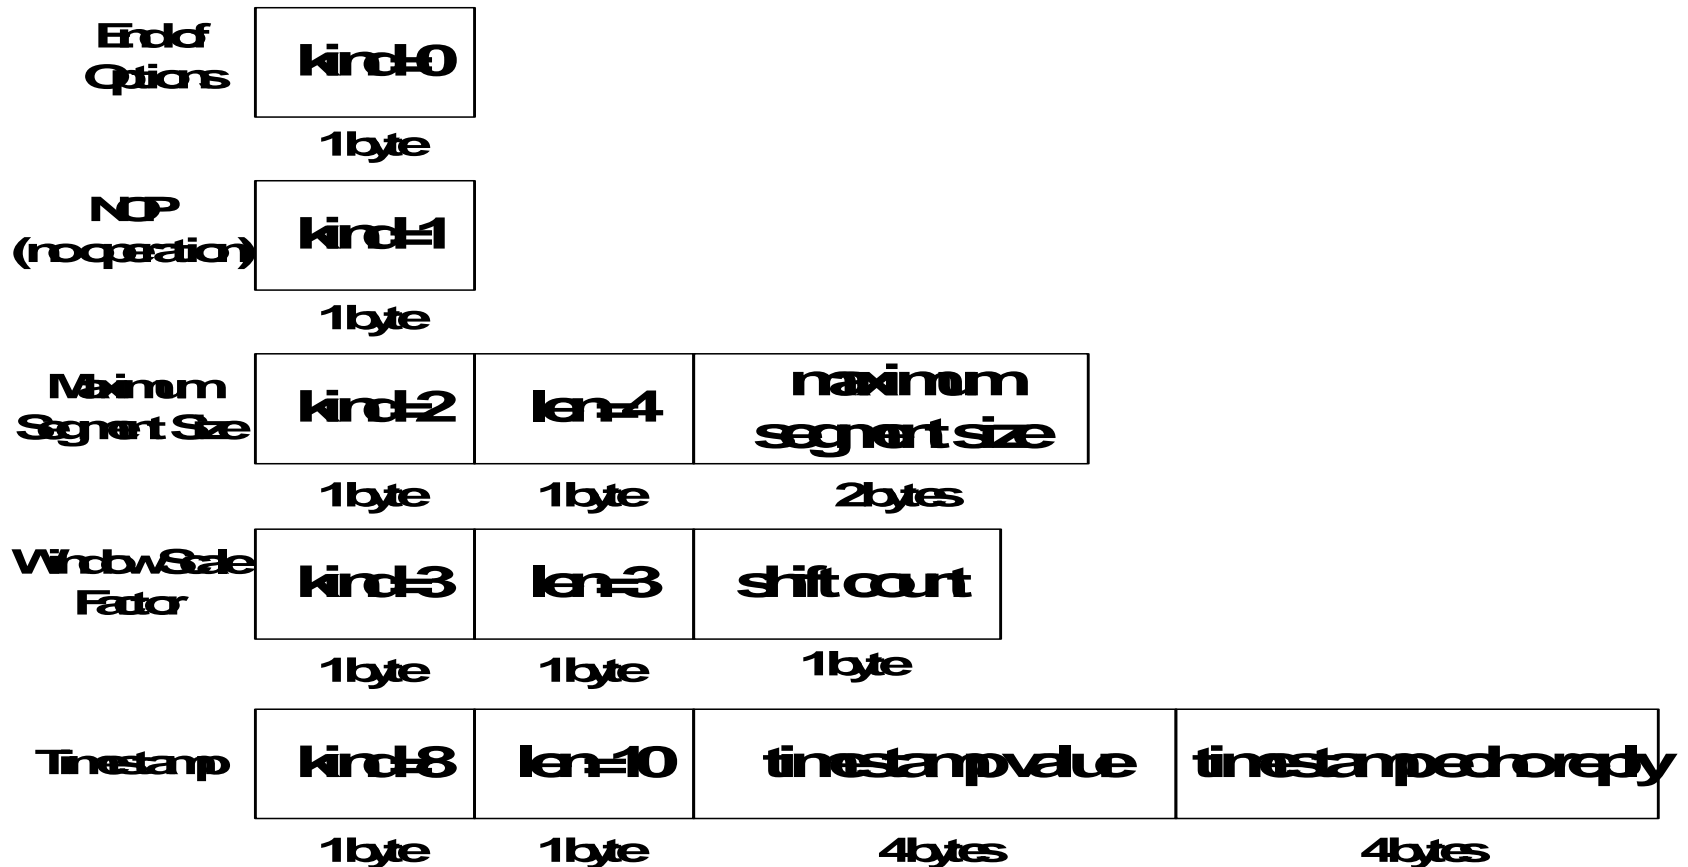 End of
Options
kind=0
1 byte
NOP
(no operation)
kind=1
1 byte
Maximum
Segment Size
kind=2
len=4
maximum
segment size
1 byte
1 byte
2 bytes
Window Scale
Factor
kind=3
len=3
shift count
1 byte
1 byte
1 byte
Timestamp
kind=8
len=10
timestamp value
timestamp echo reply
1 byte
1 byte
4 bytes
4 bytes